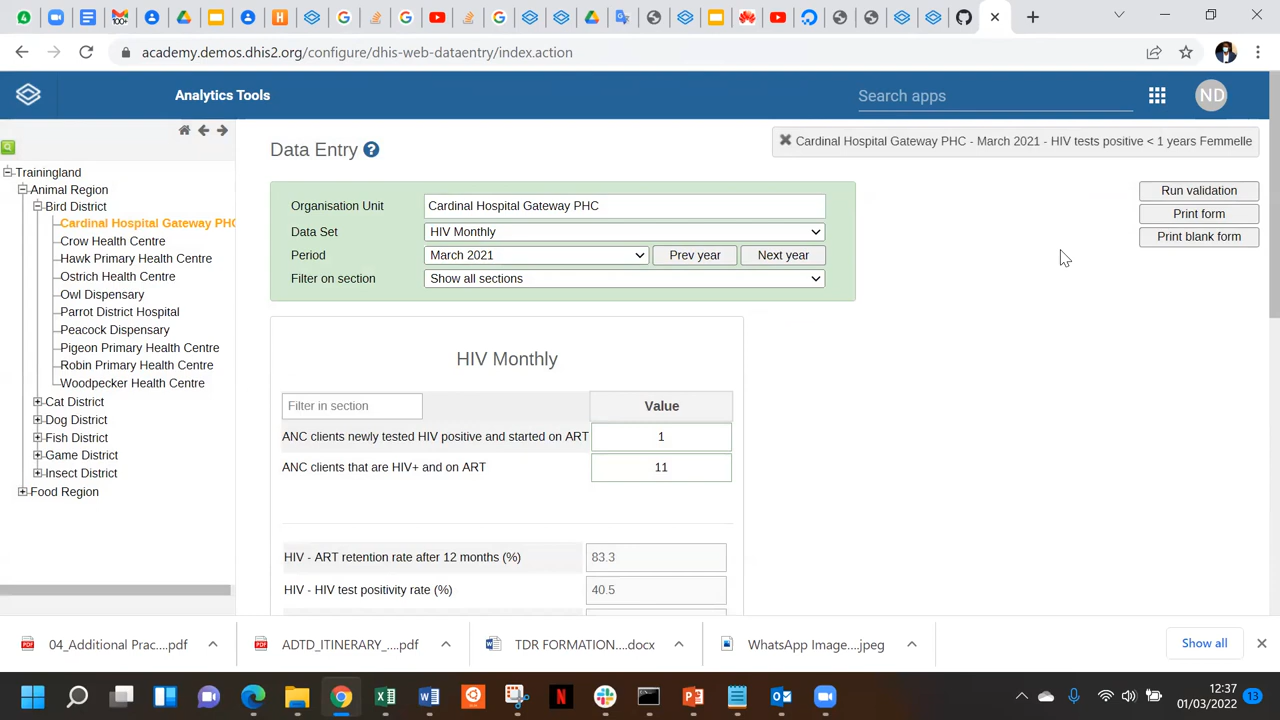 4
100+
H
academy.demos.dhis2.org/configure/dhis-web-dataentry/index.action
Analytics Tools
Search apps
ND
Data Entry ?
Cardinal Hospital Gateway PHC - March 2021 - HIV tests positive < 1 years Femmelle
Trainingland
Animal Region
Bird District
Cardinal Hospital Gateway PHC
Crow Health Centre
Hawk Primary Health Centre
Ostrich Health Centre
Owl Dispensary
Parrot District Hospital
Peacock Dispensary
Pigeon Primary Health Centre
Robin Primary Health Centre
Woodpecker Health Centre
Cat District
Dog District
Fish District
Game District
Insect District
Food Region
Organisation Unit
Cardinal Hospital Gateway PHC
Data Set
HIV Monthly
Period
March 2021
Prev year
Next year
Filter on section
Show all sections
Run validation
Print form
Print blank form
HIV Monthly
Filter in section
Value
ANC clients newly tested HIV positive and started on ART
1
ANC clients that are HIV+ and on ART
11
HIV - ART retention rate after 12 months (%)
83.3
HIV - HIV test positivity rate (%)
40.5
04_Additional Prac....pdf
ADTD_ITINERARY_....pdf
TDR FORMATION....docx
WhatsApp Image....jpeg
Show all
12:37
01/03/2022
13